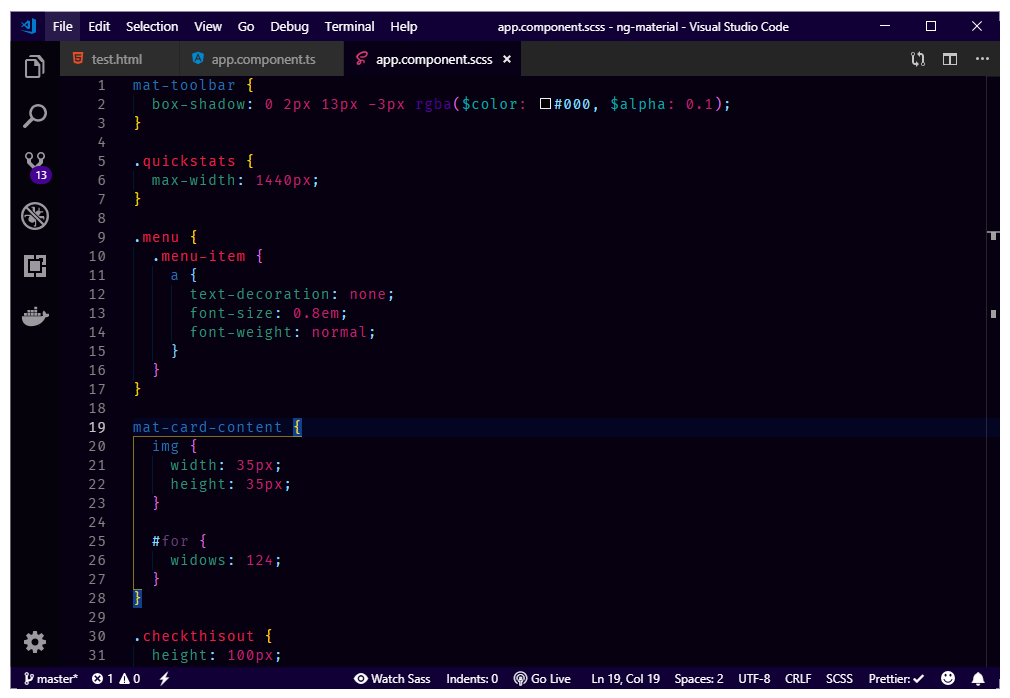 File Edit Selection View Go Debug Terminal Help app.component.scss - ng-material - Visual Studio Code
test.html app.component.ts app.component.scss ×
13
1 mat-toolbar {
2 box-shadow: 0 2px 13px -3px rgba($color: #000, $alpha: 0.1);
3 }
4
5 .quickstats {
6 max-width: 1440px;
7 }
8
9 .menu {
10 .menu-item {
11 a {
12 text-decoration: none;
13 font-size: 0.8em;
14 font-weight: normal;
15 }
16 }
17 }
18
19 mat-card-content {
20 img {
21 width: 35px;
22 height: 35px;
23 }
24
25 #for {
26 widows: 124;
27 }
28 }
29
30 .checkthisout {
31 height: 100px;
master* 1 0 Watch Sass Indents: 0 Go Live Ln 19, Col 19 Spaces: 2 UTF-8 CRLF SCSS Prettier: ✓